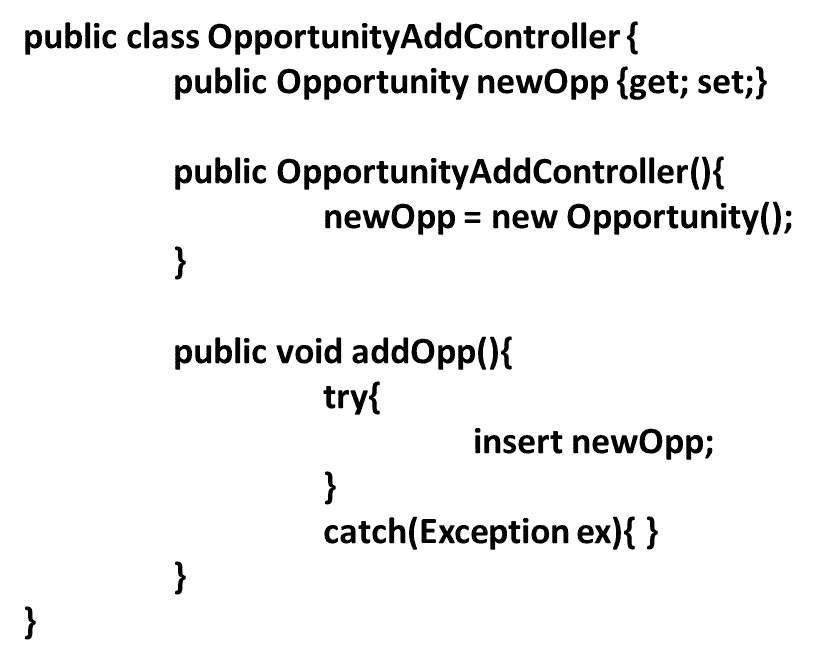 public class OpportunityAddController {
public Opportunity newOpp {get; set;}
public OpportunityAddController(){
newOpp = new Opportunity();
}
public void addOpp(){
try{
insert newOpp;
}
catch(Exception ex){ }
}
}